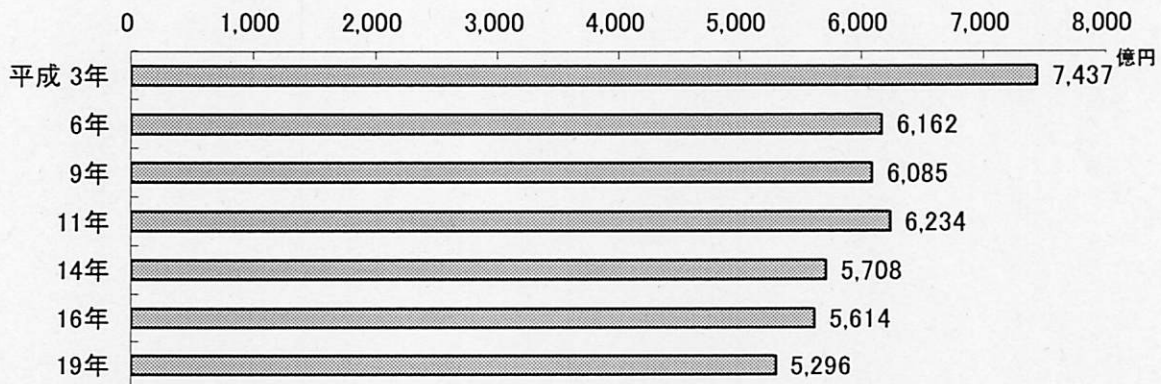 0 1,000 2,000 3,000 4,000 5,000 6,000 7,000 8,000
億円
平成 3年 7,437
6年 6,162
9年 6,085
11年 6,234
14年 5,708
16年 5,614
19年 5,296